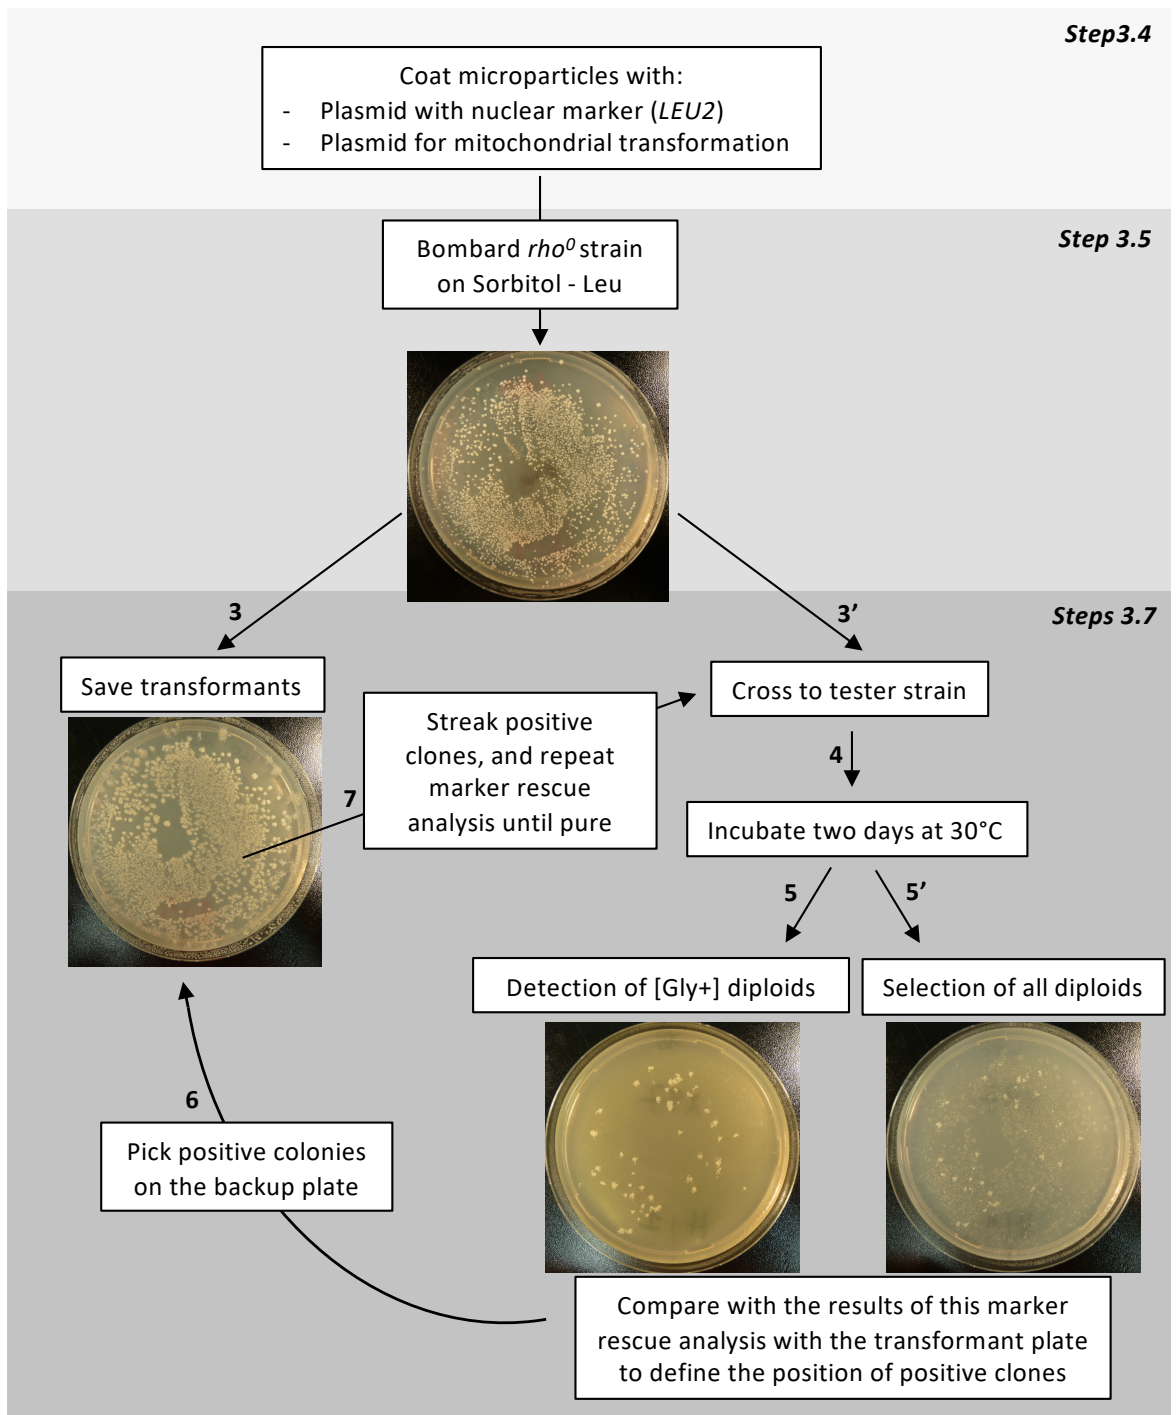 Step3.4
Coat microparticles with:
- Plasmid with nuclear marker (LEU2)
- Plasmid for mitochondrial transformation
Step 3.5
Bombard rho⁰ strain
on Sorbitol - Leu
3
3’
Steps 3.7
Save transformants
Cross to tester strain
Streak positive
clones, and repeat
marker rescue
analysis until pure
7
4
Incubate two days at 30°C
5
5’
Detection of [Gly+] diploids
Selection of all diploids
6
Pick positive colonies
on the backup plate
Compare with the results of this marker
rescue analysis with the transformant plate
to define the position of positive clones